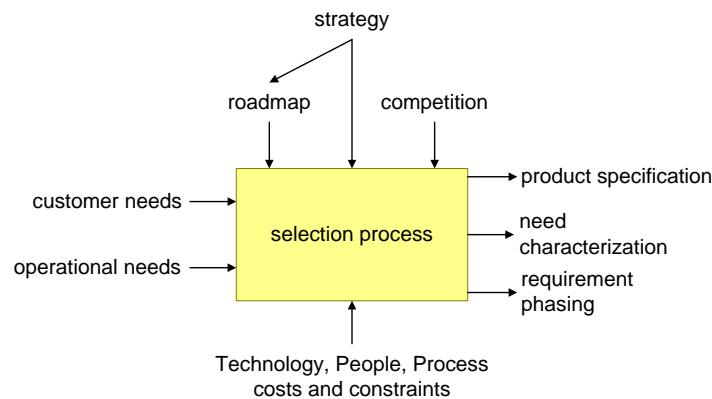 strategy
roadmap
competition
customer needs
operational needs
selection process
product specification
need
characterization
requirement
phasing
Technology, People, Process
costs and constraints